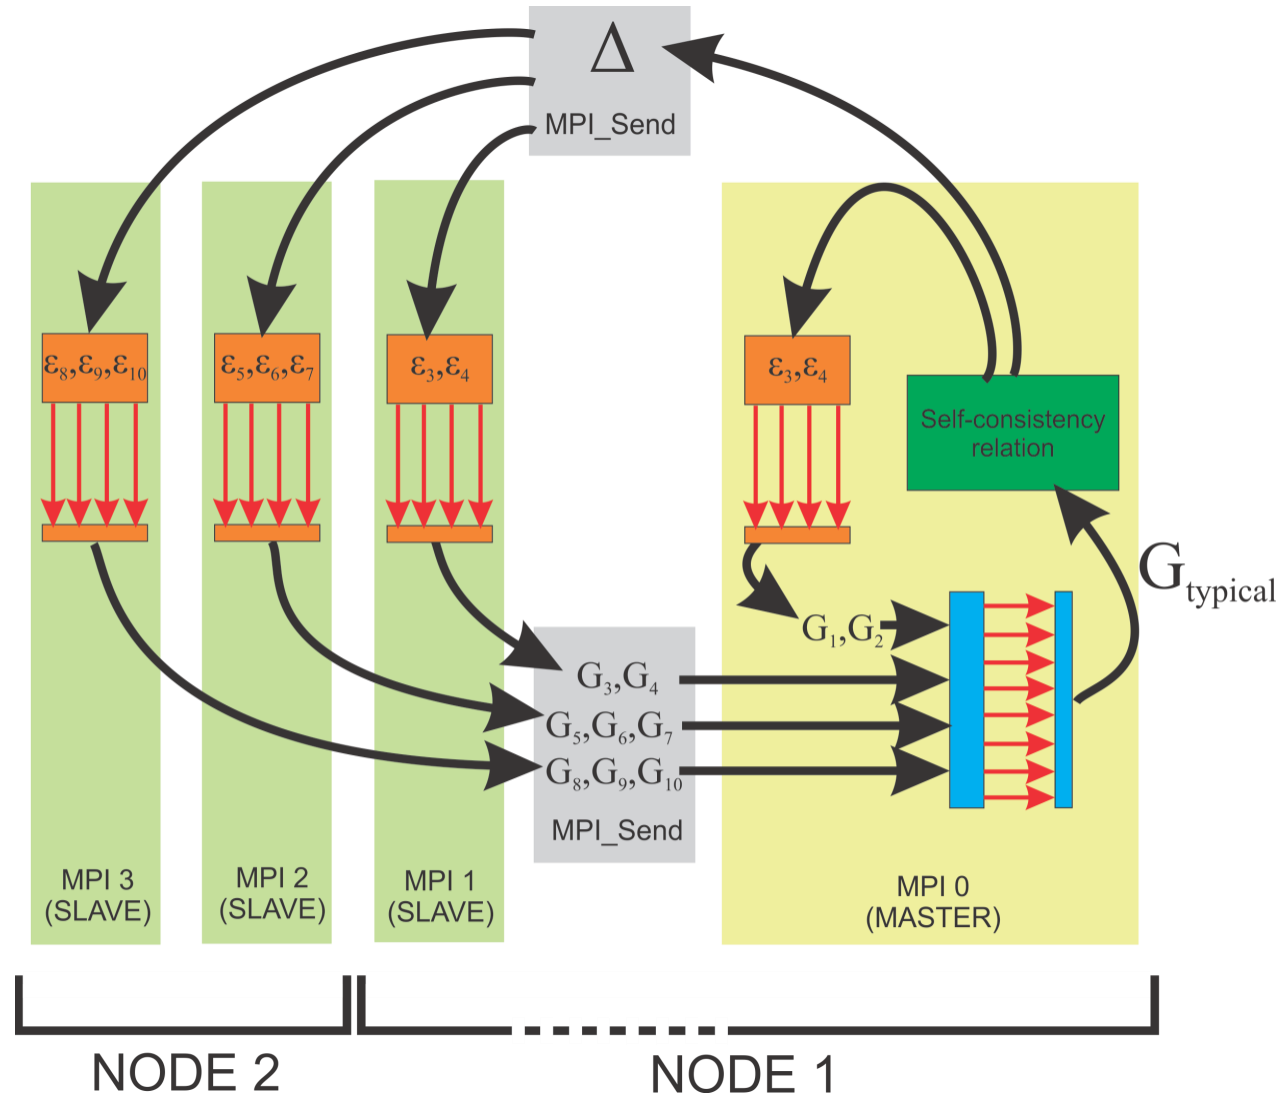 Δ
MPI_Send
ε₈,ε₉,ε₁₀
ε₅,ε₆,ε₇
ε₃,ε₄
ε₃,ε₄
Self-consistency
relation
G typical
G₁,G₂
G₃,G₄
G₅,G₆,G₇
G₈,G₉,G₁₀
MPI_Send
MPI 3
(SLAVE)
MPI 2
(SLAVE)
MPI 1
(SLAVE)
MPI 0
(MASTER)
NODE 2
NODE 1